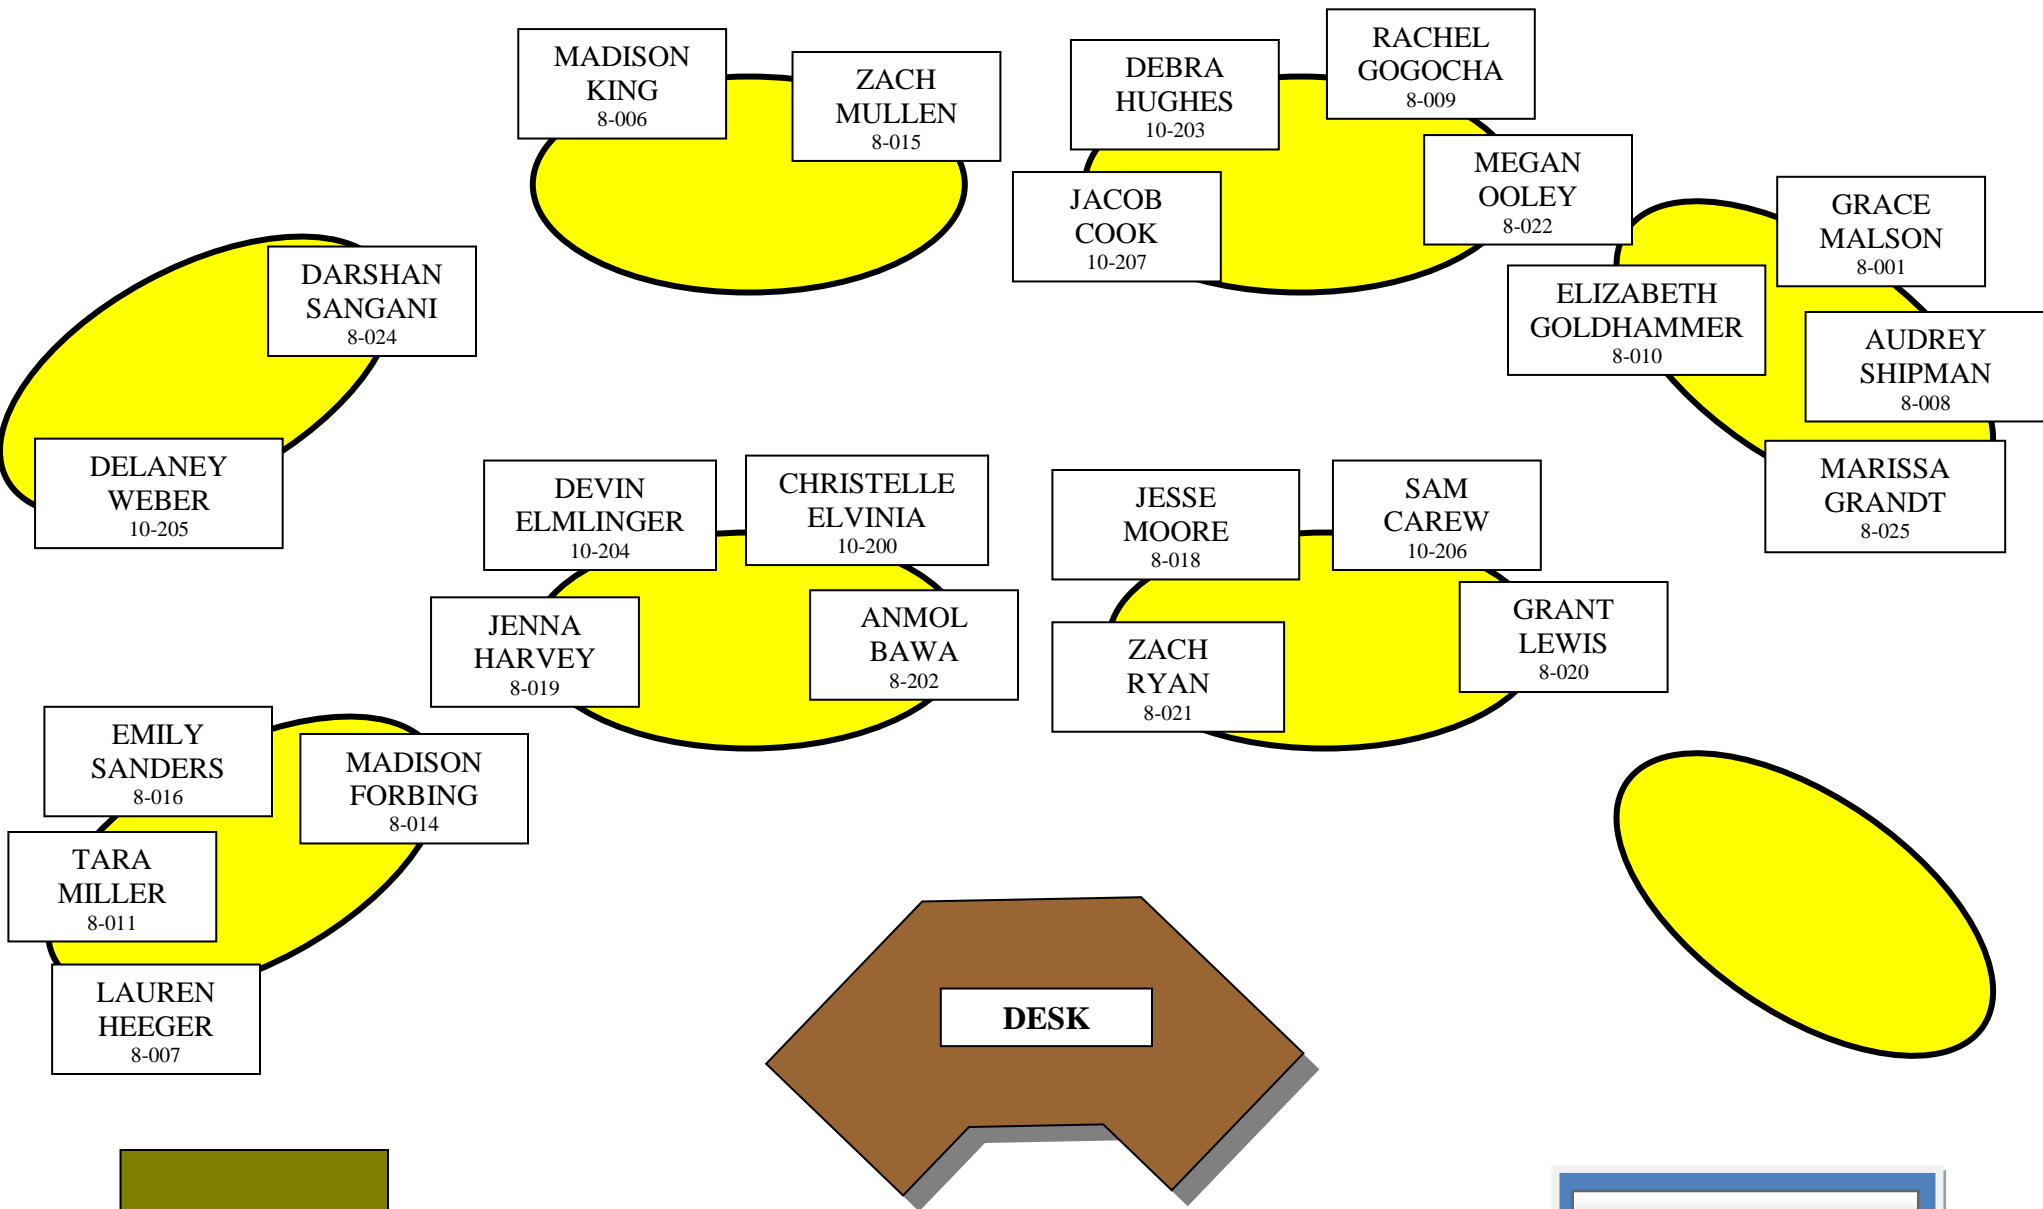 MADISON
KING
8-006
ZACH
MULLEN
8-015
DEBRA
HUGHES
10-203
RACHEL
GOGOCHA
8-009
JACOB
COOK
10-207
MEGAN
OOLEY
8-022
GRACE
MALSON
8-001
ELIZABETH
GOLDHAMMER
8-010
AUDREY
SHIPMAN
8-008
MARISSA
GRANDT
8-025
DARSHAN
SANGANI
8-024
DELANEY
WEBER
10-205
DEVIN
ELMLINGER
10-204
CHRISTELLE
ELVINIA
10-200
JENNA
HARVEY
8-019
ANMOL
BAWA
8-202
JESSE
MOORE
8-018
SAM
CAREW
10-206
ZACH
RYAN
8-021
GRANT
LEWIS
8-020
EMILY
SANDERS
8-016
MADISON
FORBING
8-014
TARA
MILLER
8-011
LAUREN
HEEGER
8-007
DESK